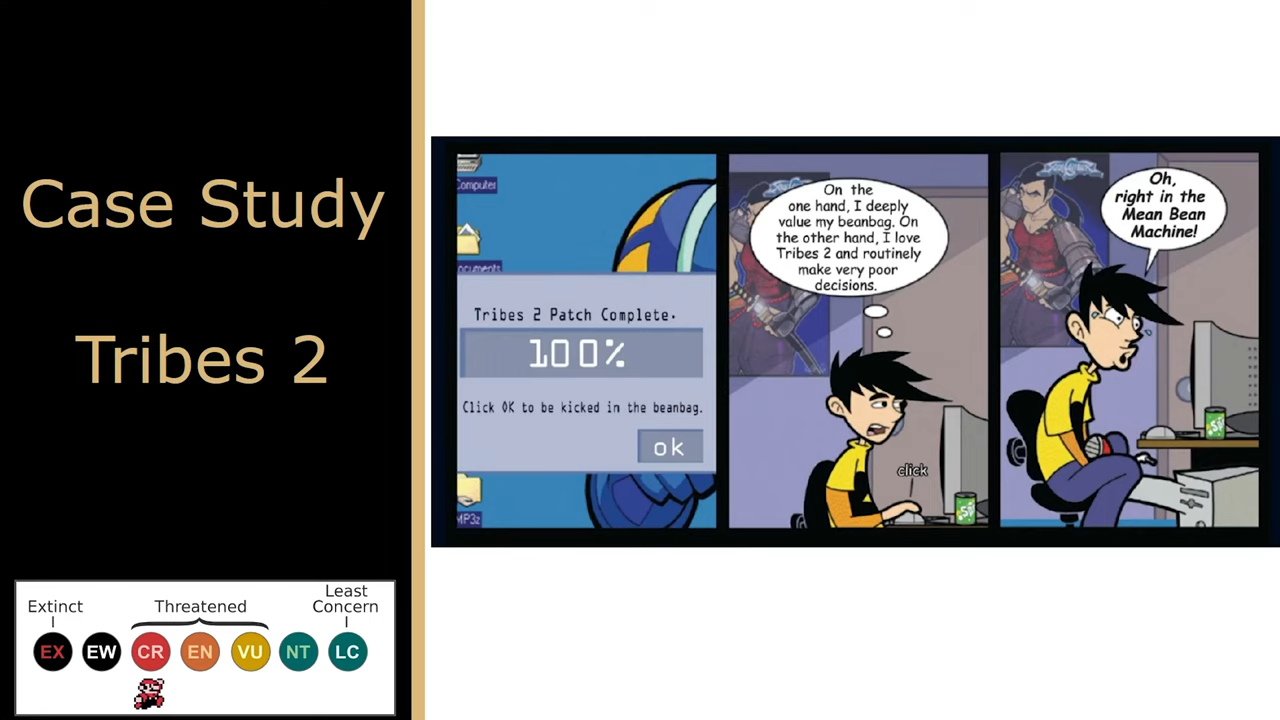 Case Study
Tribes 2
Extinct
Threatened
Least
Concern
EX
EW
CR
EN
VU
NT
LC
Computer
Documents
Tribes 2 Patch Complete.
100%
Click OK to be kicked in the beanbag.
ok
MP3z
On the
one hand, I deeply
value my beanbag. On
the other hand, I love
Tribes 2 and routinely
make very poor
decisions.
click
Oh,
right in the
Mean Bean
Machine!